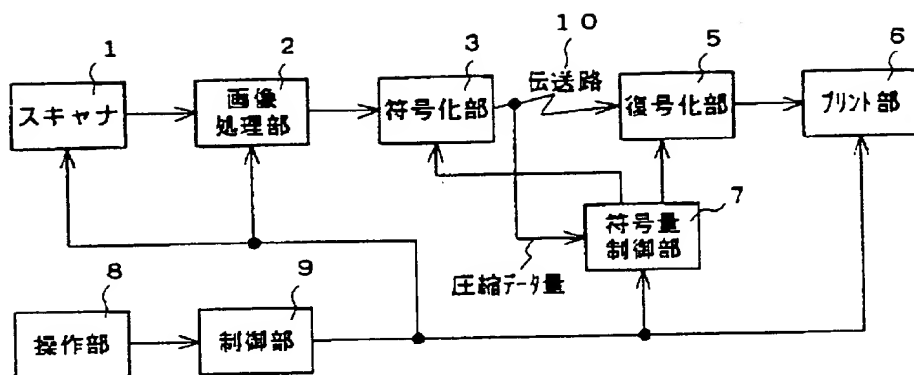 1
スキャナ
2
画像
処理部
3
符号化部
10
伝送路
5
復号化部
6
プリント部
7
符号量
制御部
圧縮データ量
8
操作部
9
制御部